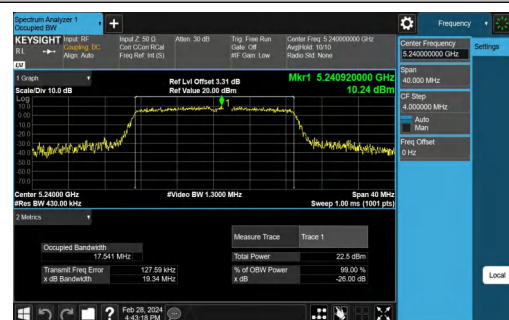 Spectrum Analyzer 1
Occupied BW
Frequency
KEYSIGHT Input: RF Input Z: 50 Ω Atten: 30 dB Trig: Free Run Center Freq: 5.240000000 GHz
RL Coupling: DC Corr CCorr RCal Gate: Off Avg|Hold: 10/10
Align: Auto Freq Ref: Int (S) #IF Gain: Low Radio Std: None
Center Frequency
5.240000000 GHz
Settings
Span
40.000 MHz
CF Step
4.000000 MHz
Auto
Man
Freq Offset
0 Hz
Local
1 Graph
Scale/Div 10.0 dB
Ref Lvl Offset 3.31 dB
Ref Value 20.00 dBm
Mkr1 5.240920000 GHz
10.24 dBm
Log
10.0
0.00
-10.0
-20.0
-30.0
-40.0
-50.0
-60.0
-70.0
1
Center 5.24000 GHz #Video BW 1.3000 MHz Span 40 MHz
#Res BW 430.00 kHz Sweep 1.00 ms (1001 pts)
2 Metrics
Measure Trace Trace 1
Occupied Bandwidth
17.541 MHz
Total Power 22.5 dBm
Transmit Freq Error 127.59 kHz % of OBW Power 99.00 %
x dB Bandwidth 19.34 MHz x dB -26.00 dB
Feb 28, 2024
4:43:18 PM